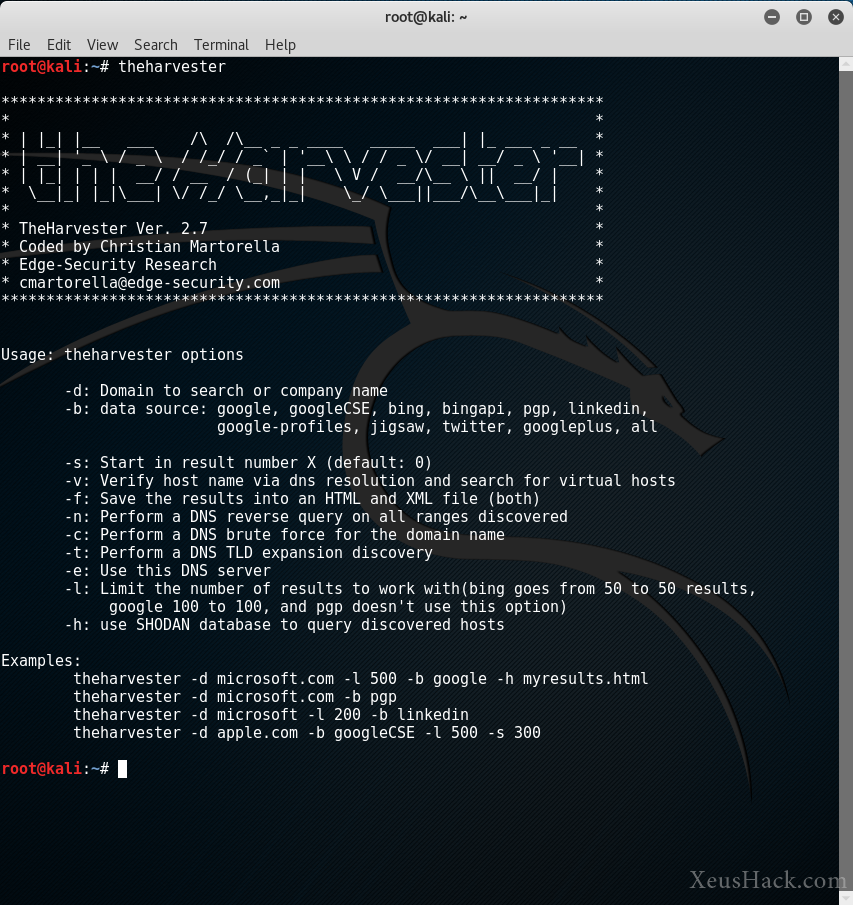 root@kali: ~
File Edit View Search Terminal Help
root@kali:~# theharvester
*******************************************************************
*                                                                 *
* | |_| |__   ___    /\  /\__ _ _ ____   _____  ___| |_ ___ _ __  *
* | __| '_ \ / _ \  / /_/ / _` | '__\ \ / / _ \/ __| __/ _ \ '__| *
* | |_| | | |  __/ / __  / (_| | |   \ V /  __/\__ \ ||  __/ |    *
*  \__|_| |_|\___| \/ /_/ \__,_|_|    \_/ \___||___/\__\___|_|    *
*                                                                 *
* TheHarvester Ver. 2.7                                           *
* Coded by Christian Martorella                                   *
* Edge-Security Research                                          *
* cmartorella@edge-security.com                                   *
*******************************************************************
Usage: theharvester options
-d: Domain to search or company name
-b: data source: google, googleCSE, bing, bingapi, pgp, linkedin,
google-profiles, jigsaw, twitter, googleplus, all
-s: Start in result number X (default: 0)
-v: Verify host name via dns resolution and search for virtual hosts
-f: Save the results into an HTML and XML file (both)
-n: Perform a DNS reverse query on all ranges discovered
-c: Perform a DNS brute force for the domain name
-t: Perform a DNS TLD expansion discovery
-e: Use this DNS server
-l: Limit the number of results to work with(bing goes from 50 to 50 results,
google 100 to 100, and pgp doesn't use this option)
-h: use SHODAN database to query discovered hosts
Examples:
theharvester -d microsoft.com -l 500 -b google -h myresults.html
theharvester -d microsoft.com -b pgp
theharvester -d microsoft -l 200 -b linkedin
theharvester -d apple.com -b googleCSE -l 500 -s 300
root@kali:~#
XeusHack.com